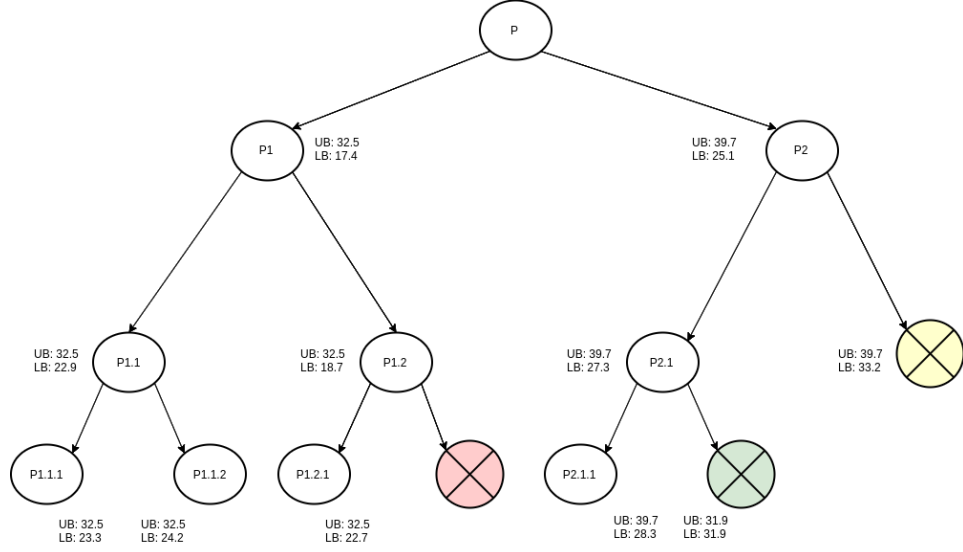 P
P1
UB: 32.5
LB: 17.4
UB: 39.7
LB: 25.1
P2
UB: 32.5
LB: 22.9
P1.1
UB: 32.5
LB: 18.7
P1.2
UB: 39.7
LB: 27.3
P2.1
UB: 39.7
LB: 33.2
P1.1.1
P1.1.2
P1.2.1
P2.1.1
UB: 32.5
LB: 23.3
UB: 32.5
LB: 24.2
UB: 32.5
LB: 22.7
UB: 39.7
LB: 28.3
UB: 31.9
LB: 31.9